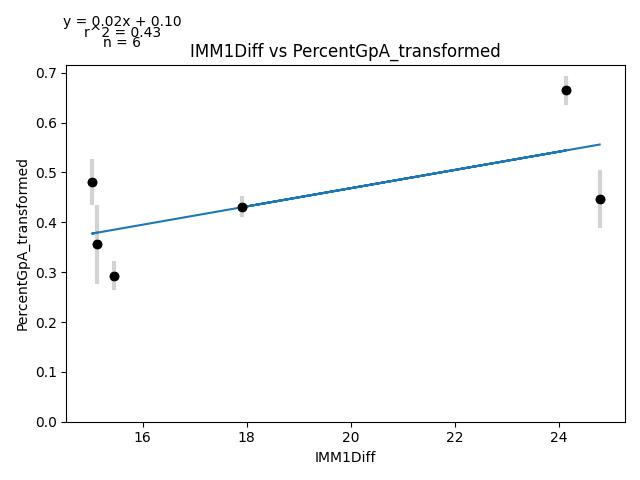 y = 0.02x + 0.10
r^2 = 0.43
n = 6
IMM1Diff vs PercentGpA_transformed
PercentGpA_transformed
0.7
0.6
0.5
0.4
0.3
0.2
0.1
0.0
16
18
20
22
24
IMM1Diff